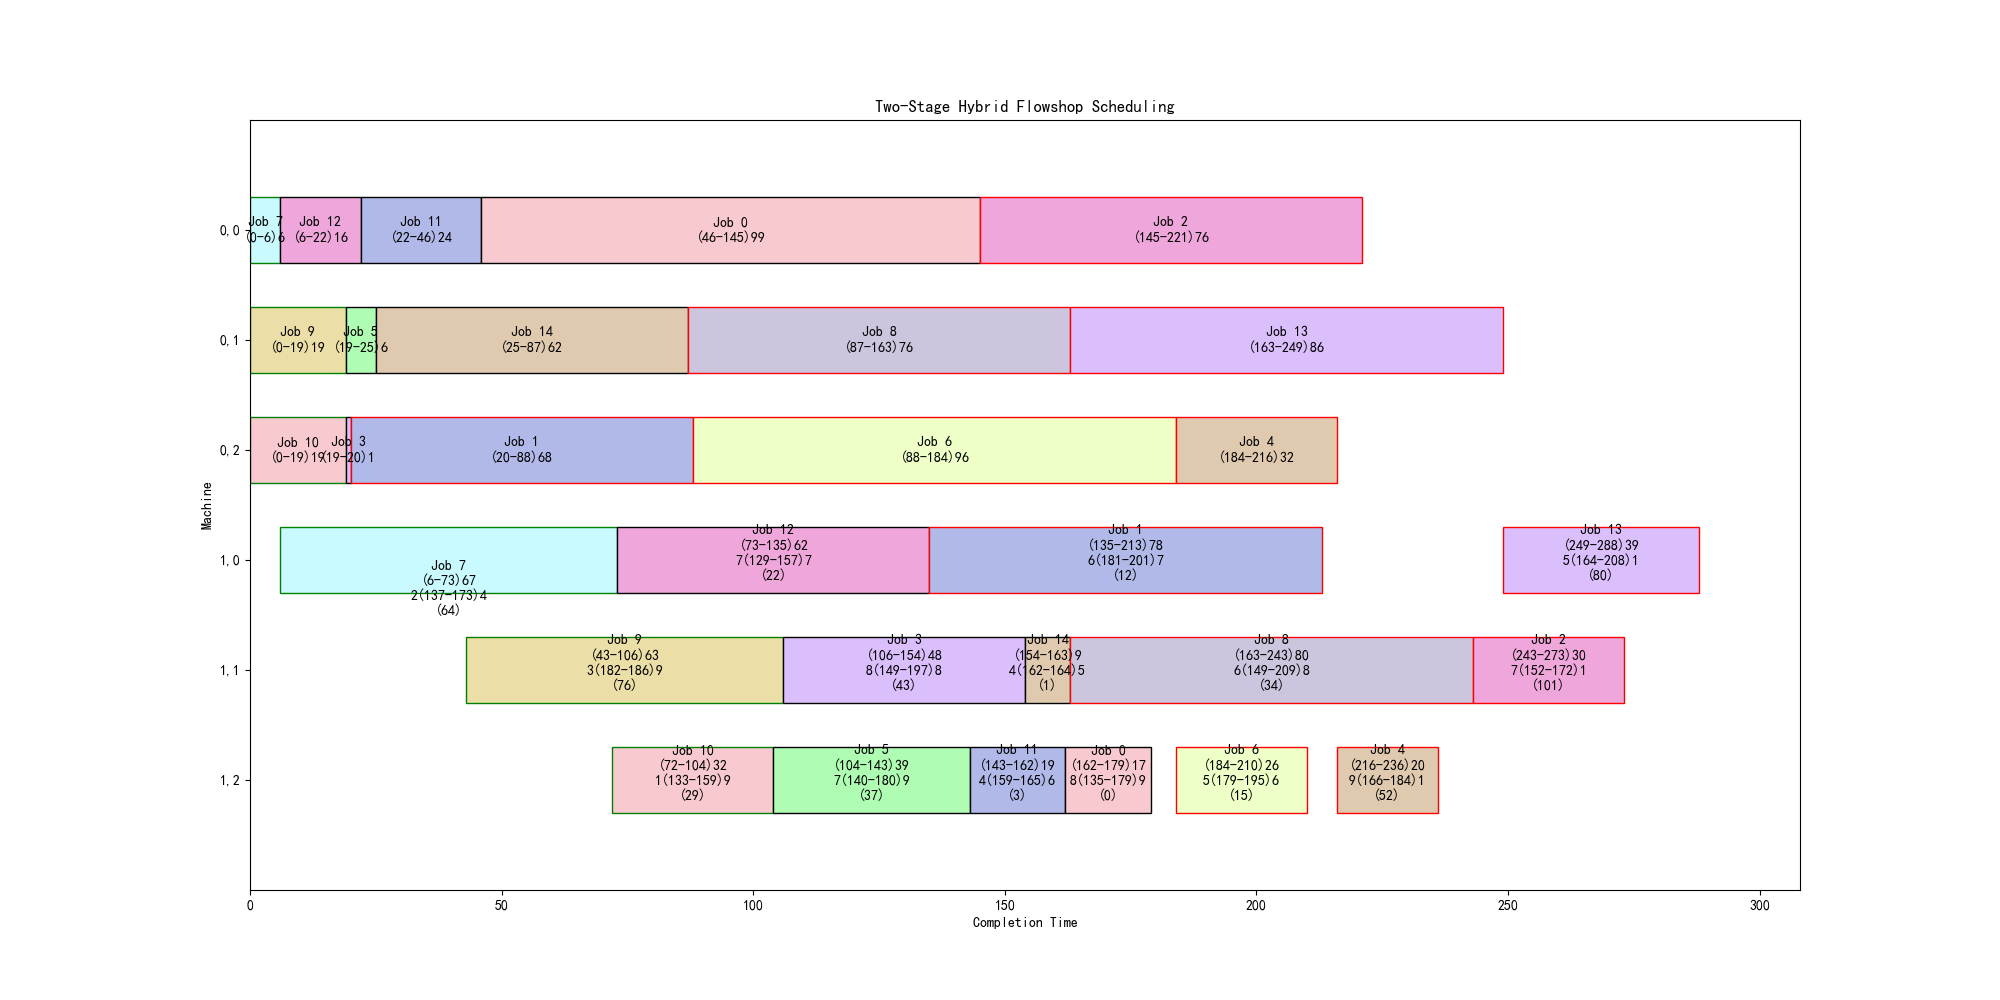 Two-Stage Hybrid Flowshop Scheduling
0,0
Job 7
(0-6)6
Job 12
(6-22)16
Job 11
(22-46)24
Job 0
(46-145)99
Job 2
(145-221)76
0,1
Job 9
(0-19)19
Job 5
(19-25)6
Job 14
(25-87)62
Job 8
(87-163)76
Job 13
(163-249)86
0,2
Job 10
(0-19)19
Job 3
(19-20)1
Job 1
(20-88)68
Job 6
(88-184)96
Job 4
(184-216)32
Machine
1,0
Job 7
(6-73)67
2(137-173)4
(64)
Job 12
(73-135)62
7(129-157)7
(22)
Job 1
(135-213)78
6(181-201)7
(12)
Job 13
(249-288)39
5(164-208)1
(80)
1,1
Job 9
(43-106)63
3(182-186)9
(76)
Job 3
(106-154)48
8(149-197)8
(43)
Job 14
(154-163)9
4(162-164)5
(1)
Job 8
(163-243)80
6(149-209)8
(34)
Job 2
(243-273)30
7(152-172)1
(101)
1,2
Job 10
(72-104)32
1(133-159)9
(29)
Job 5
(104-143)39
7(140-180)9
(37)
Job 11
(143-162)19
4(159-165)6
(3)
Job 0
(162-179)17
8(135-179)9
(0)
Job 6
(184-210)26
5(179-195)6
(15)
Job 4
(216-236)20
9(166-184)1
(52)
0
50
100
150
200
250
300
Completion Time